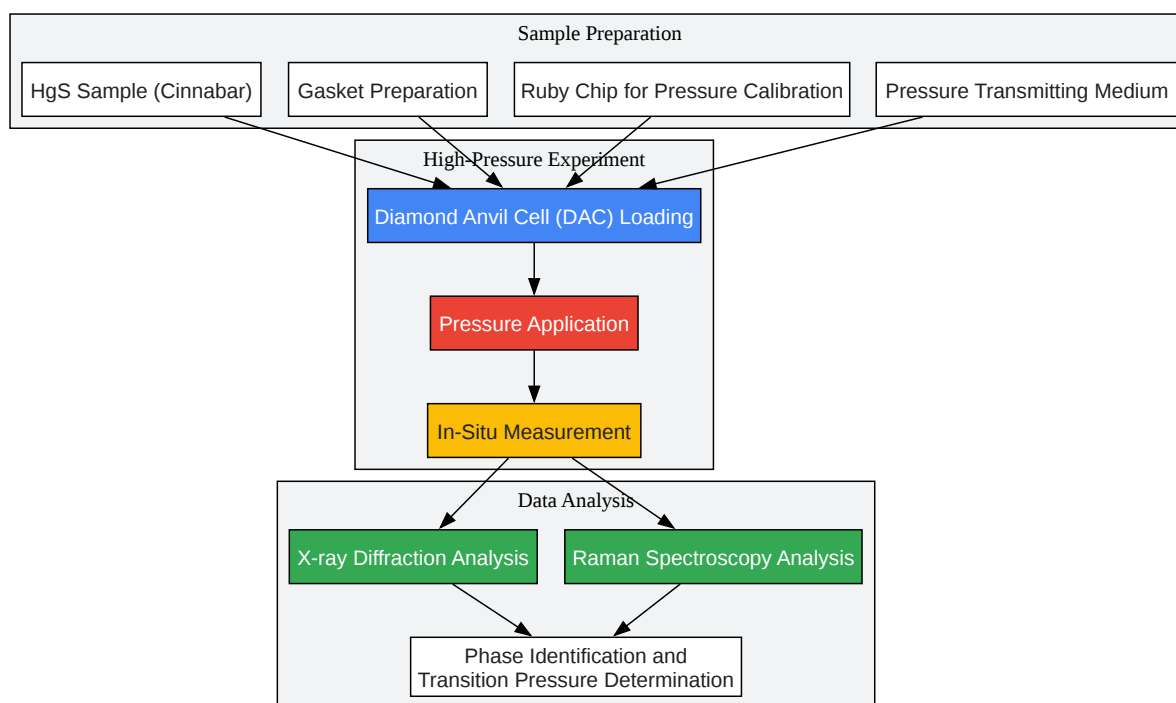 Sample Preparation
HgS Sample (Cinnabar)
Gasket Preparation
Ruby Chip for Pressure Calibration
Pressure Transmitting Medium
High-Pressure Experiment
Diamond Anvil Cell (DAC) Loading
Pressure Application
In-Situ Measurement
Data Analysis
X-ray Diffraction Analysis
Raman Spectroscopy Analysis
Phase Identification and
Transition Pressure Determination